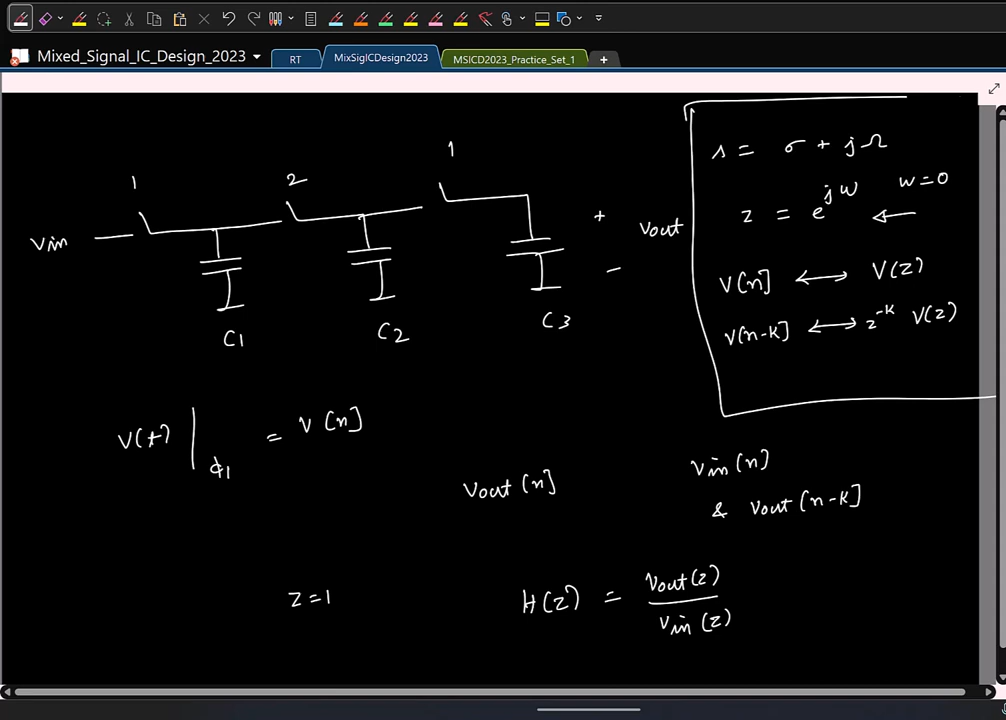 Mixed_Signal_IC_Design_2023
RT
MixSigICDesign2023
MSICD2023_Practice_Set_1
+
1
2
1
Vin
+
Vout
−
C1
C2
C3
s = σ + jΩ
z = e^{jω} ← ω=0
V[n] ↔ V(z)
V[n-k] ↔ z^{-k} V(z)
V(t) |ϕ1 = V[n]
Vout[n]
Vin(n]
& Vout[n-k]
z=1
H(z) = Vout(z) / Vin(z)